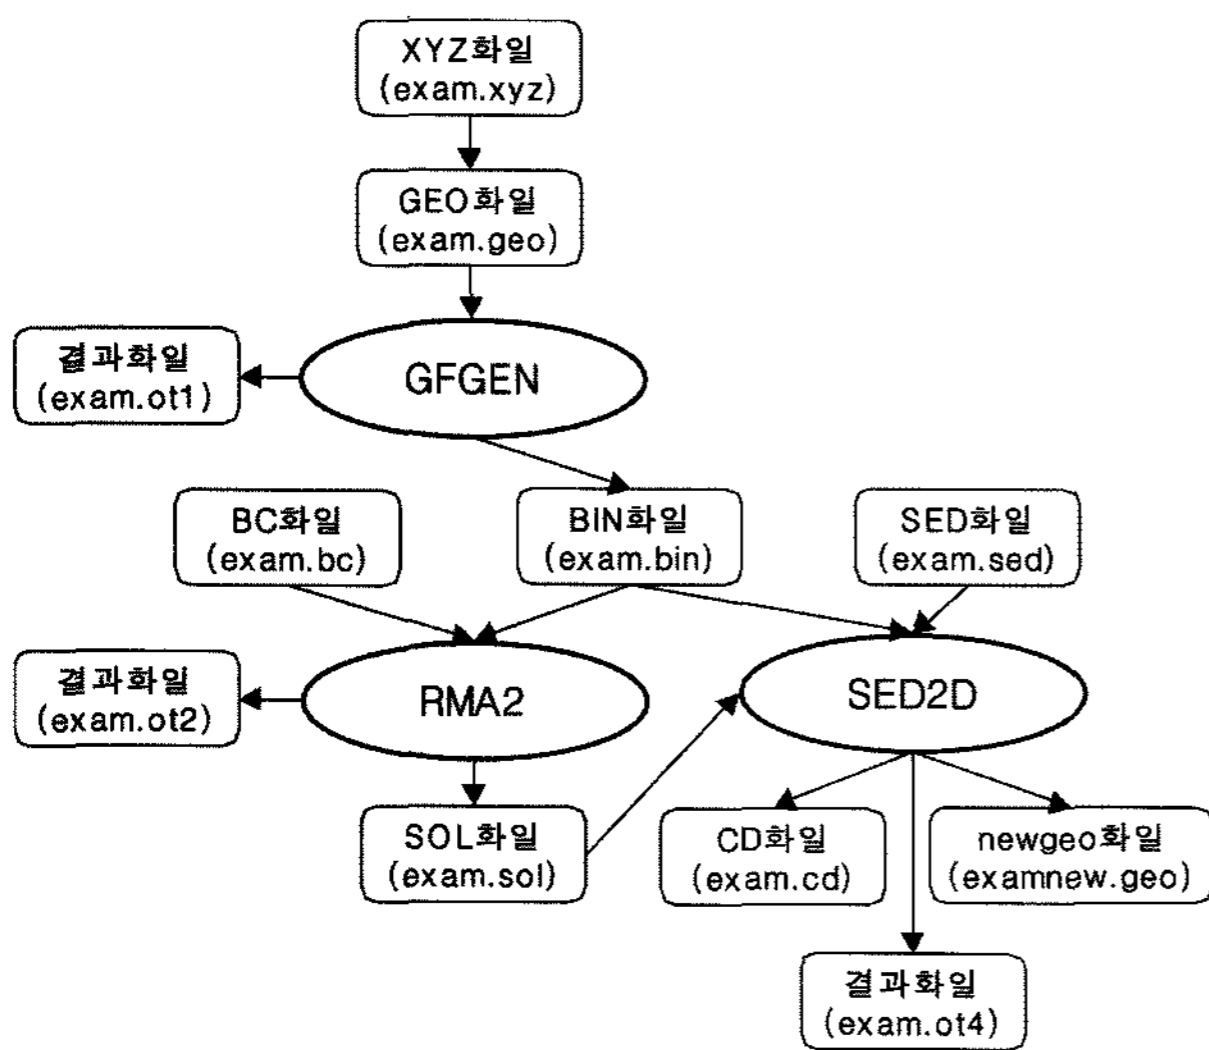 XYZ화일
(exam.xyz)
GEO화일
(exam.geo)
결과화일
(exam.ot1)
GFGEN
BC화일
(exam.bc)
BIN화일
(exam.bin)
SED화일
(exam.sed)
결과화일
(exam.ot2)
RMA2
SED2D
SOL화일
(exam.sol)
CD화일
(exam.cd)
newgeo화일
(examnew.geo)
결과화일
(exam.ot4)